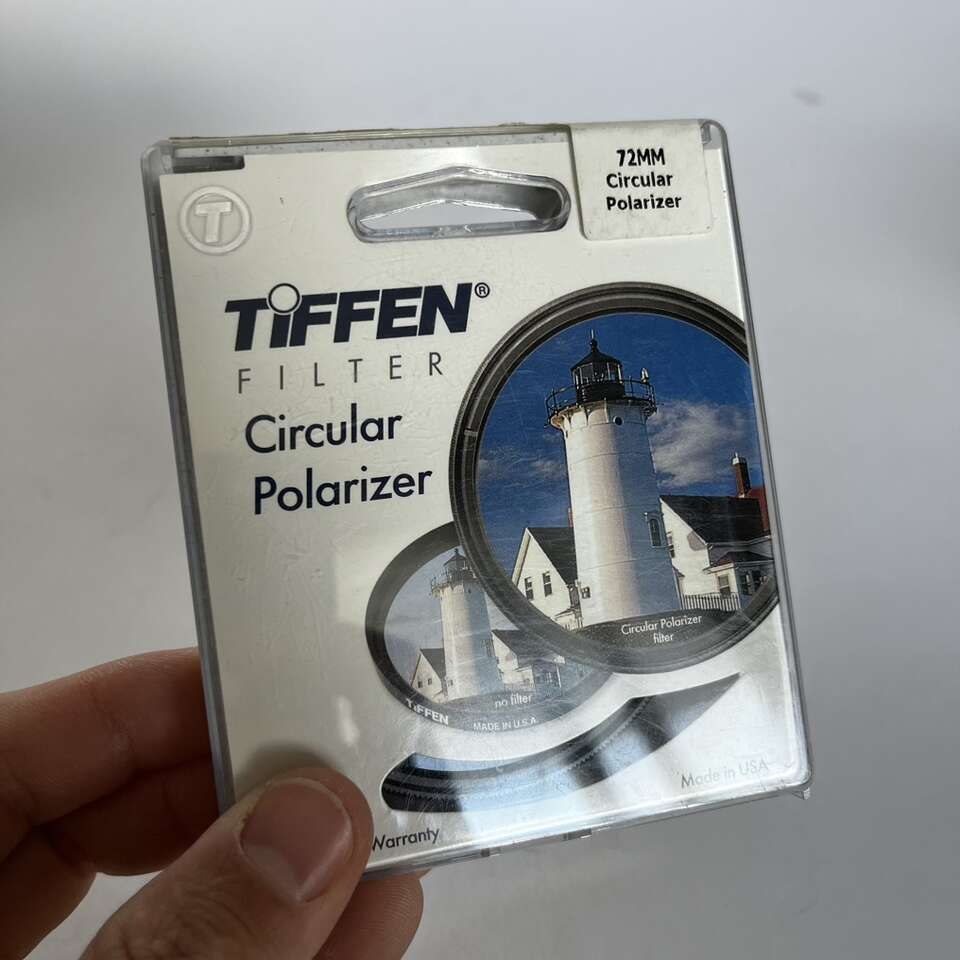 T
72MM
Circular
Polarizer
TIFFEN®
FILTER
Circular
Polarizer
Circular Polarizer
filter
no filter
TIFFEN
MADE IN U.S.A
Made in USA
Warranty